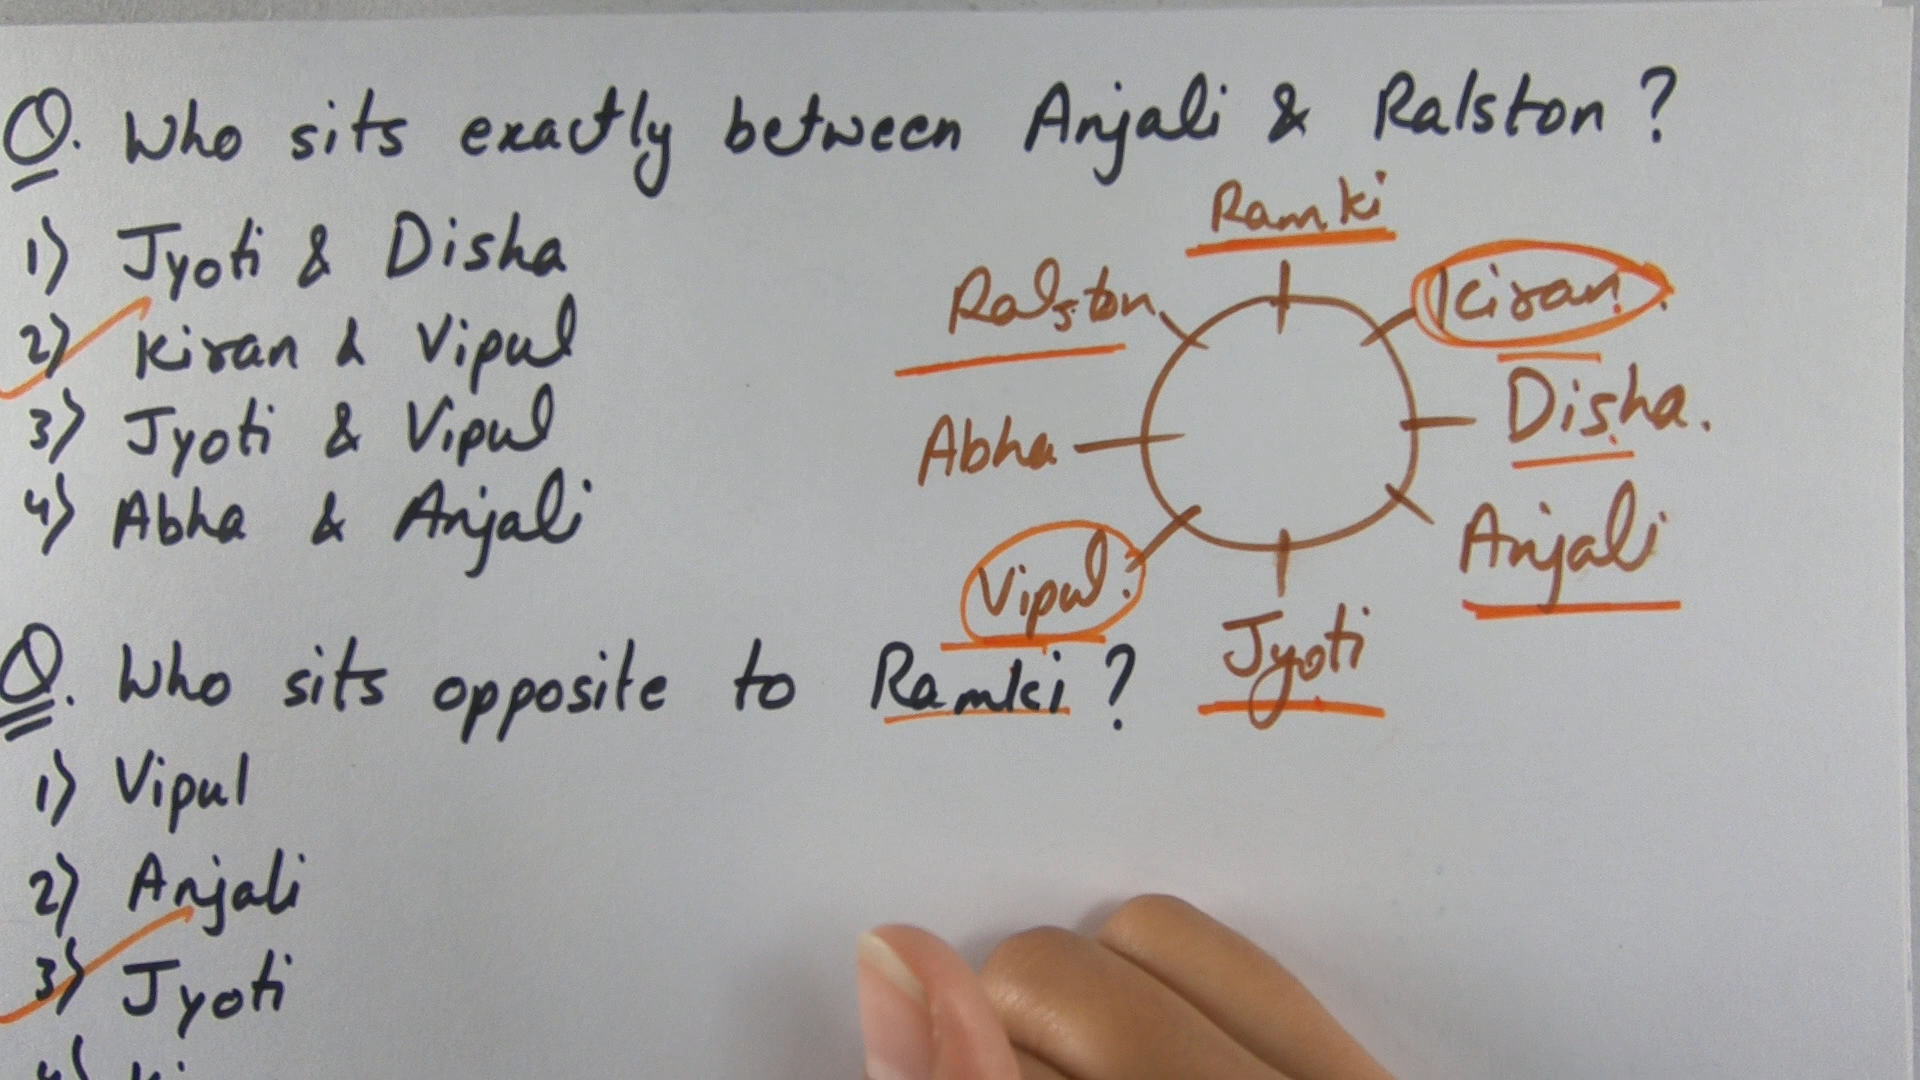 Q. Who sits exactly between Anjali & Ralston?
1) Jyoti & Disha
2) Kiran & Vipul
3) Jyoti & Vipul
4) Abha & Anjali
Ramki
Kiran.
Disha.
Anjali
Jyoti
Vipul.
Abha
Ralston
Q. Who sits opposite to Ramki?
1) Vipul
2) Anjali
3) Jyoti